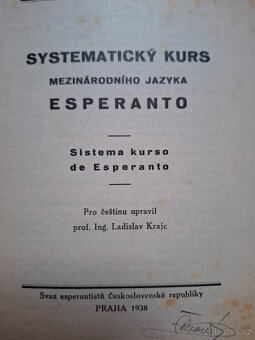 SYSTEMATICKÝ KURS
MEZINÁRODNÍHO JAZYKA
ESPERANTO
Sistema kurso
de Esperanto
Pro češtinu upravil
prof. Ing. Ladislav Krajc
Svaz esperantistů Československé republiky
PRAHA 1938